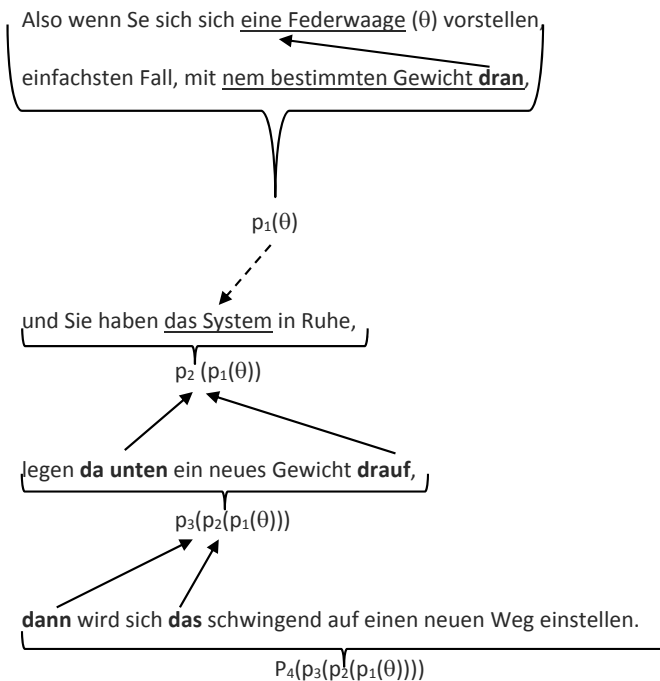 Also wenn Se sich sich eine Federwaage (θ) vorstellen,
einfachsten Fall, mit nem bestimmten Gewicht dran,
p₁(θ)
und Sie haben das System in Ruhe,
p₂ (p₁(θ))
legen da unten ein neues Gewicht drauf,
p₃(p₂(p₁(θ)))
dann wird sich das schwingend auf einen neuen Weg einstellen.
P₄(p₃(p₂(p₁(θ))))